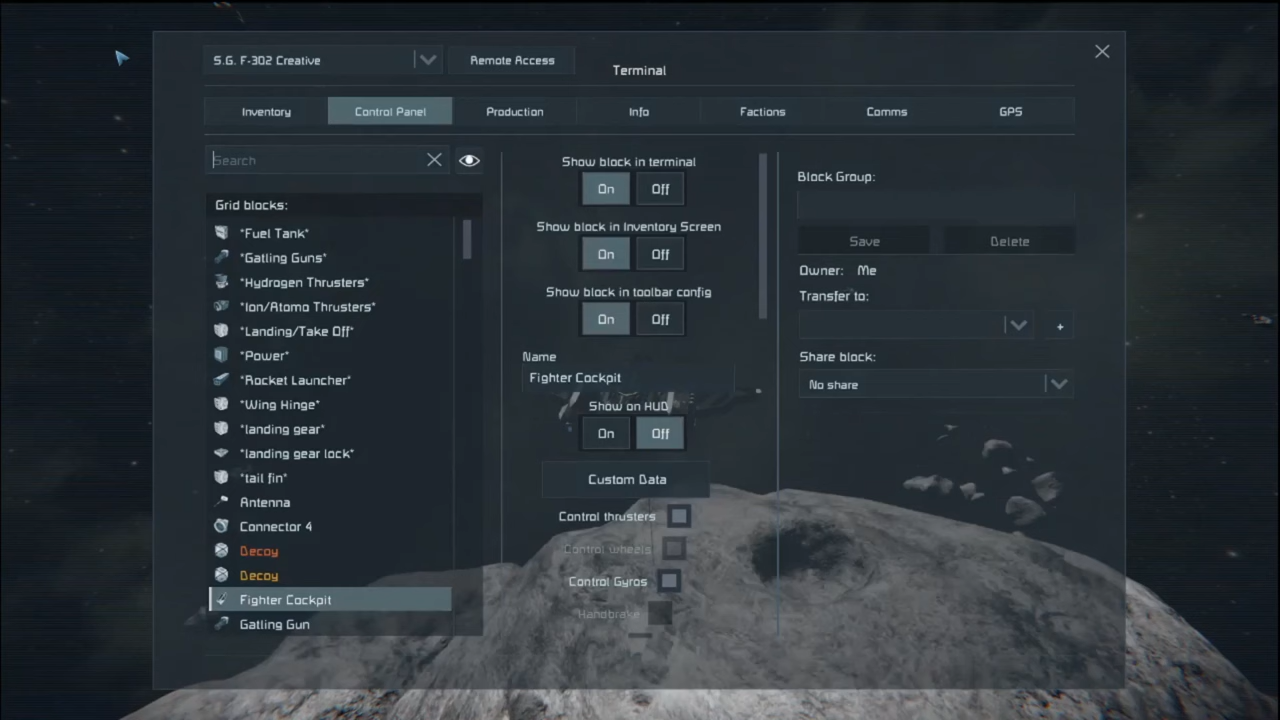 S.G. F-302 Creative
Remote Access
Terminal
Inventory
Control Panel
Production
Info
Factions
Comms
GPS
Search
Grid blocks:
*Fuel Tank*
*Gatling Guns*
*Hydrogen Thrusters*
*Ion/Atomo Thrusters*
*Landing/Take Off*
*Power*
*Rocket Launcher*
*Wing Hinge*
*landing gear*
*landing gear lock*
*tail fin*
Antenna
Connector 4
Decoy
Decoy
Fighter Cockpit
Gatling Gun
Show block in terminal
On Off
Show block in Inventory Screen
On Off
Show block in toolbar config
On Off
Name
Fighter Cockpit
Show on HUD
On Off
Custom Data
Control thrusters
Control wheels
Control Gyros
Handbrake
Block Group:
Save
Delete
Owner: Me
Transfer to:
+
Share block:
No share